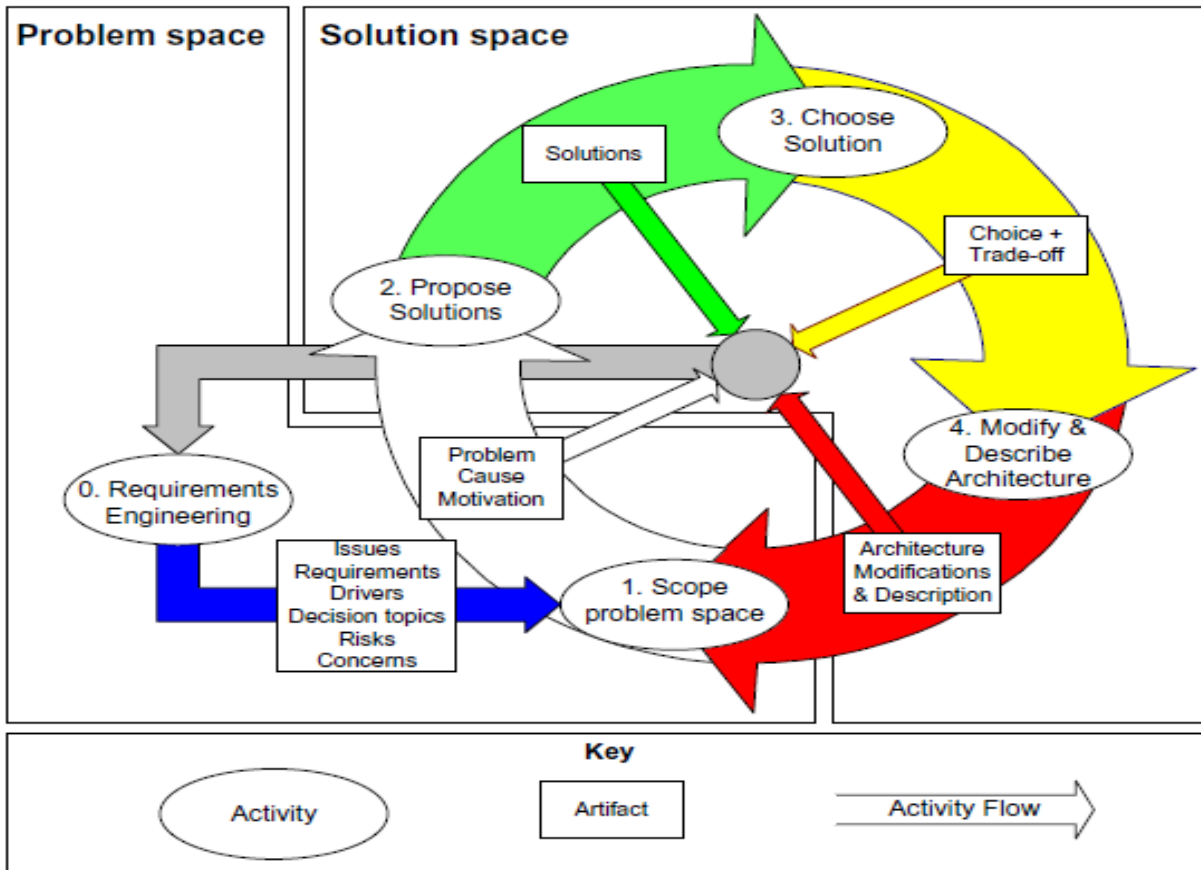 Problem space
Solution space
3. Choose
Solution
Solutions
Choice +
Trade-off
2. Propose
Solutions
4. Modify &
Describe
Architecture
Problem
Cause
Motivation
0. Requirements
Engineering
Issues
Requirements
Drivers
Decision topics
Risks
Concerns
1. Scope
problem space
Architecture
Modifications
& Description
Key
Activity
Artifact
Activity Flow